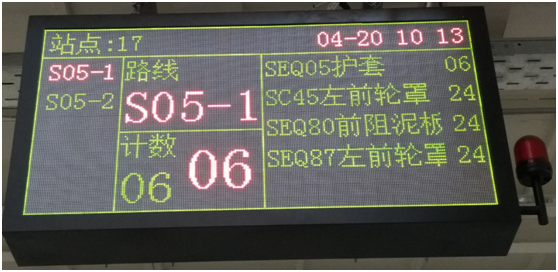 站点:17 04-20 10 13
S05-1
S05-2
路线
S05-1
计数
06 06
SEQ05护套 06
SC45左前轮罩 24
SEQ80前阻泥板 24
SEQ87左前轮罩 24